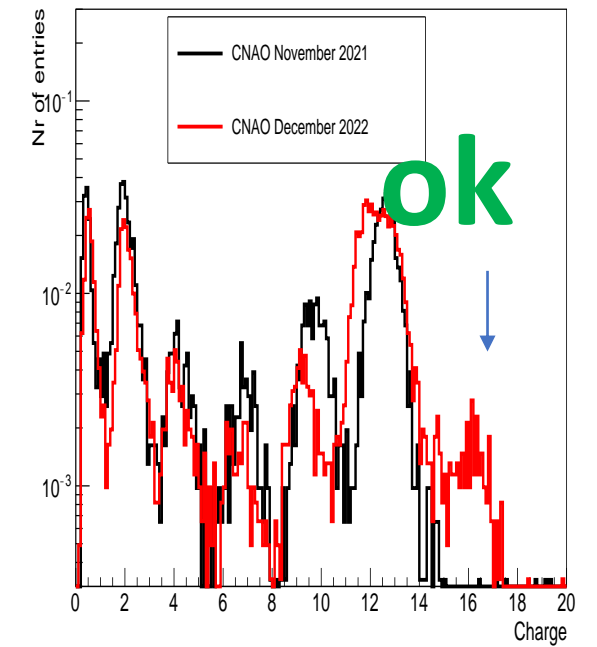 Nr of entries
CNAO November 2021
CNAO December 2022
ok
10⁻¹
10⁻²
10⁻³
0 2 4 6 8 10 12 14 16 18 20
Charge